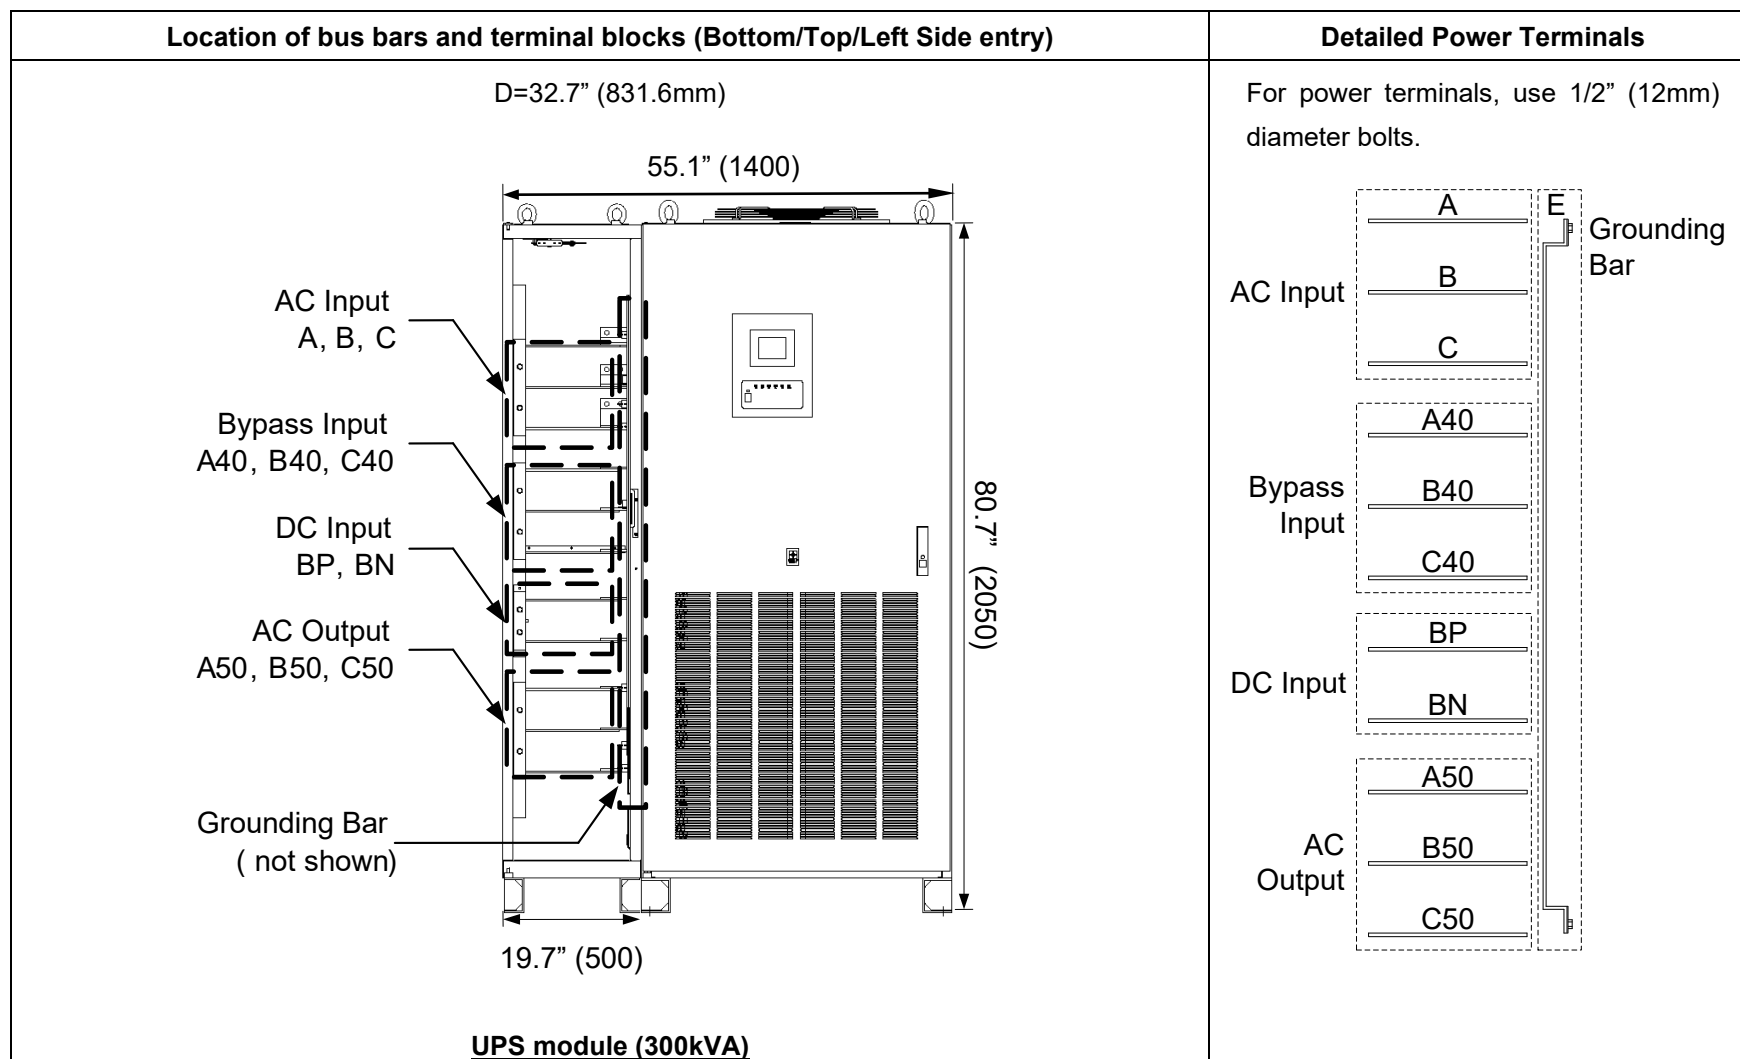 Location of bus bars and terminal blocks (Bottom/Top/Left Side entry)
D=32.7” (831.6mm)
55.1” (1400)
AC Input
A, B, C
Bypass Input
A40, B40, C40
DC Input
BP, BN
AC Output
A50, B50, C50
Grounding Bar
( not shown)
80.7” (2050)
19.7” (500)
UPS module (300kVA)
Detailed Power Terminals
For power terminals, use 1/2” (12mm)
diameter bolts.
A
E
Grounding
Bar
B
AC Input
C
A40
Bypass
Input
B40
C40
BP
DC Input
BN
A50
AC
Output
B50
C50